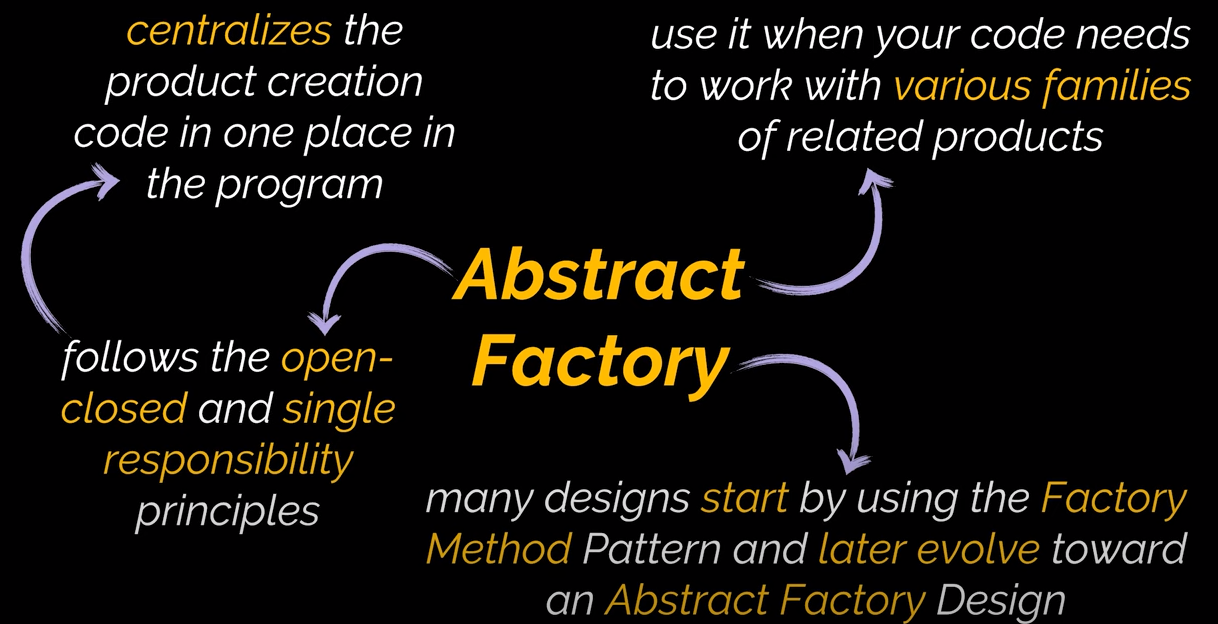 centralizes the
product creation
code in one place in
the program
use it when your code needs
to work with various families
of related products
Abstract
Factory
follows the open-
closed and single
responsibility
principles
many designs start by using the Factory
Method Pattern and later evolve toward
an Abstract Factory Design